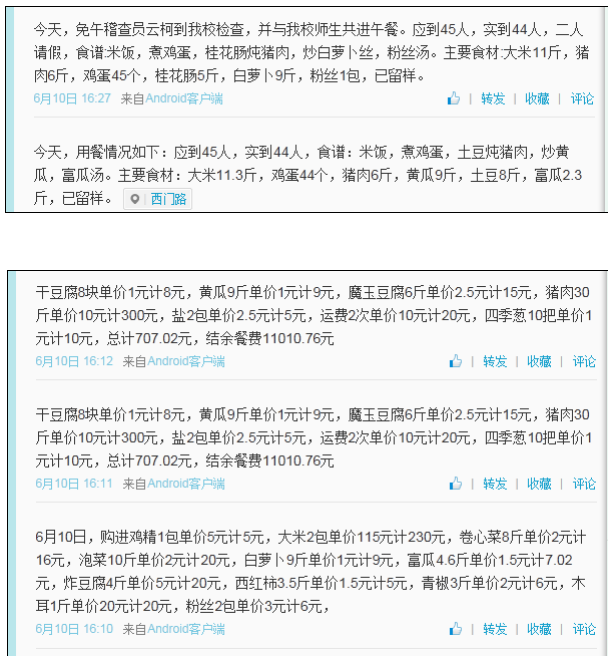 今天，免午稽查员云柯到我校检查，并与我校师生共进午餐。应到45人，实到44人，二人
请假，食谱:米饭，煮鸡蛋，桂花肠炖猪肉，炒白萝卜丝，粉丝汤。主要食材:大米11斤，猪
肉6斤，鸡蛋45个，桂花肠5斤，白萝卜9斤，粉丝1包，已留样。
6月10日 16:27 来自Android客户端 | 转发 | 收藏 | 评论
今天，用餐情况如下：应到45人，实到44人，食谱：米饭，煮鸡蛋，土豆炖猪肉，炒黄
瓜，富瓜汤。主要食材：大米11.3斤，鸡蛋44个，猪肉6斤，黄瓜9斤，土豆8斤，富瓜2.3
斤，已留样。 西门路
干豆腐8块单价1元计8元，黄瓜9斤单价1元计9元，魔玉豆腐6斤单价2.5元计15元，猪肉30
斤单价10元计300元，盐2包单价2.5元计5元，运费2次单价10元计20元，四季葱10把单价1
元计10元，总计707.02元，结余餐费11010.76元
6月10日 16:12 来自Android客户端 | 转发 | 收藏 | 评论
干豆腐8块单价1元计8元，黄瓜9斤单价1元计9元，魔玉豆腐6斤单价2.5元计15元，猪肉30
斤单价10元计300元，盐2包单价2.5元计5元，运费2次单价10元计20元，四季葱10把单价1
元计10元，总计707.02元，结余餐费11010.76元
6月10日 16:11 来自Android客户端 | 转发 | 收藏 | 评论
6月10日，购进鸡精1包单价5元计5元，大米2包单价115元计230元，卷心菜8斤单价2元计
16元，泡菜10斤单价2元计20元，白萝卜9斤单价1元计9元，富瓜4.6斤单价1.5元计7.02
元，炸豆腐4斤单价5元计20元，西红柿3.5斤单价1.5元计5元，青椒3斤单价2元计6元，木
耳1斤单价20元计20元，粉丝2包单价3元计6元，
6月10日 16:10 来自Android客户端 | 转发 | 收藏 | 评论